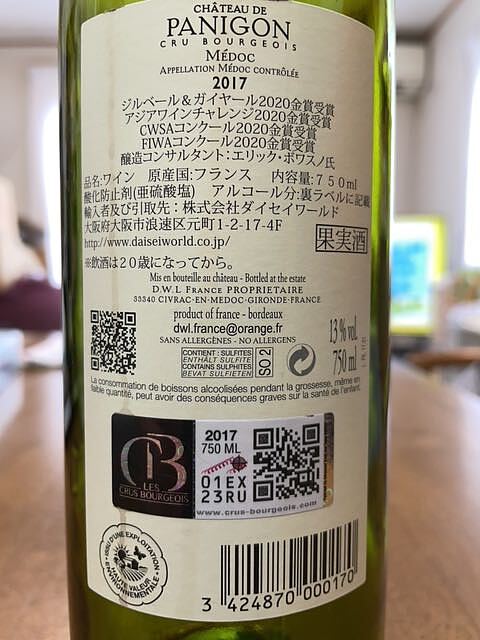 CHÂTEAU DE
PANIGON
CRU BOURGEOIS
MÉDOC
APPELLATION MÉDOC CONTRÔLÉE
2017
ジルベール&ガイヤール2020金賞受賞
アジアワインチャレンジ2020金賞受賞
CWSAコンクール2020金賞受賞
FIWAコンクール2020金賞受賞
醸造コンサルタント:エリック・ボワスノ氏
品名:ワイン 原産国:フランス 内容量:750ml
酸化防止剤(亜硫酸塩) アルコール分:裏ラベルに記載
輸入者及び引取先:株式会社ダイセイワールド
大阪府大阪市浪速区元町1-2-17-4F
http://www.daiseiworld.co.jp/
果実酒
※飲酒は20歳になってから。
Mis en bouteille au château - Bottled at the estate
D.W.L FRANCE PROPRIETAIRE
33340 CIVRAC-EN-MEDOC-GIRONDE-FRANCE
product of france - bordeaux
dwl.france@orange.fr
SANS ALLERGÈNES - NO ALLERGENS
13% vol.
750 ml
CONTIENT : SULFITES
ENTHÄLT SULFITE
CONTAINS SULPHITES
BEVAT SULFIETEN
SO2
La consommation de boissons alcoolisées pendant la grossesse, même en
faible quantité, peut avoir des conséquences graves sur la santé de l'enfant.
CB
LES
CRUS BOURGEOIS
2017
750 ML
01EX
23RU
www.crus-bourgeois.com
ISSU D'UNE EXPLOITATION
HAUTE VALEUR
ENVIRONNEMENTALE
3 424870 000170